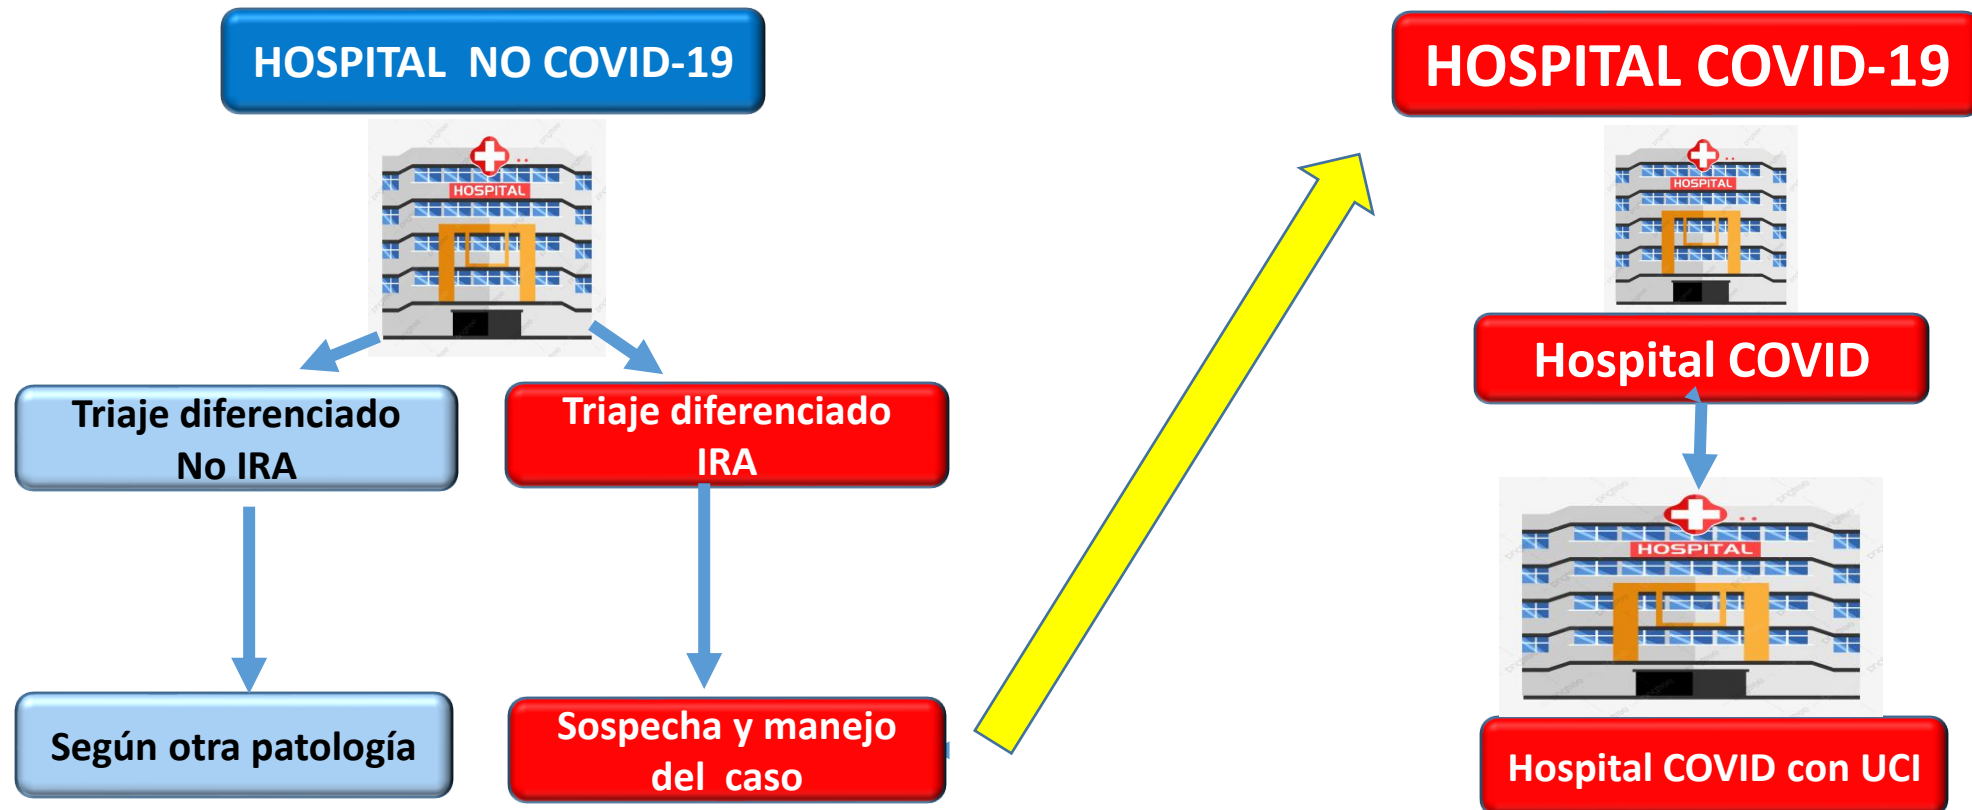 HOSPITAL NO COVID-19
HOSPITAL
Triaje diferenciado
No IRA
Triaje diferenciado
IRA
Según otra patología
Sospecha y manejo
del caso
HOSPITAL COVID-19
HOSPITAL
Hospital COVID
HOSPITAL
Hospital COVID con UCI